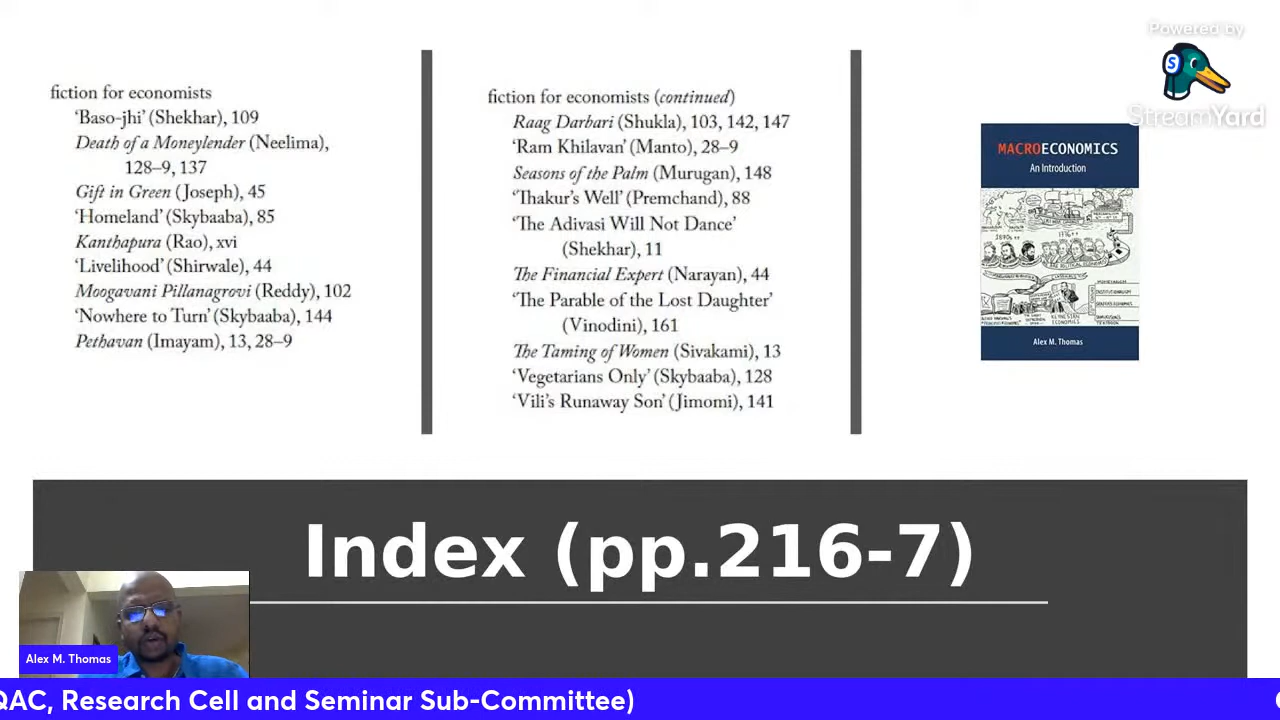 Powered by
StreamYard
fiction for economists
‘Baso-jhi’ (Shekhar), 109
Death of a Moneylender (Neelima),
128–9, 137
Gift in Green (Joseph), 45
‘Homeland’ (Skybaaba), 85
Kanthapura (Rao), xvi
‘Livelihood’ (Shirwale), 44
Moogavani Pillanagrovi (Reddy), 102
‘Nowhere to Turn’ (Skybaaba), 144
Pethavan (Imayam), 13, 28–9
fiction for economists (continued)
Raag Darbari (Shukla), 103, 142, 147
‘Ram Khilavan’ (Manto), 28–9
Seasons of the Palm (Murugan), 148
‘Thakur’s Well’ (Premchand), 88
‘The Adivasi Will Not Dance’
(Shekhar), 11
The Financial Expert (Narayan), 44
‘The Parable of the Lost Daughter’
(Vinodini), 161
The Taming of Women (Sivakami), 13
‘Vegetarians Only’ (Skybaaba), 128
‘Vili’s Runaway Son’ (Jimomi), 141
MACROECONOMICS
An Introduction
Alex M. Thomas
Index (pp.216-7)
Alex M. Thomas
QAC, Research Cell and Seminar Sub-Committee)